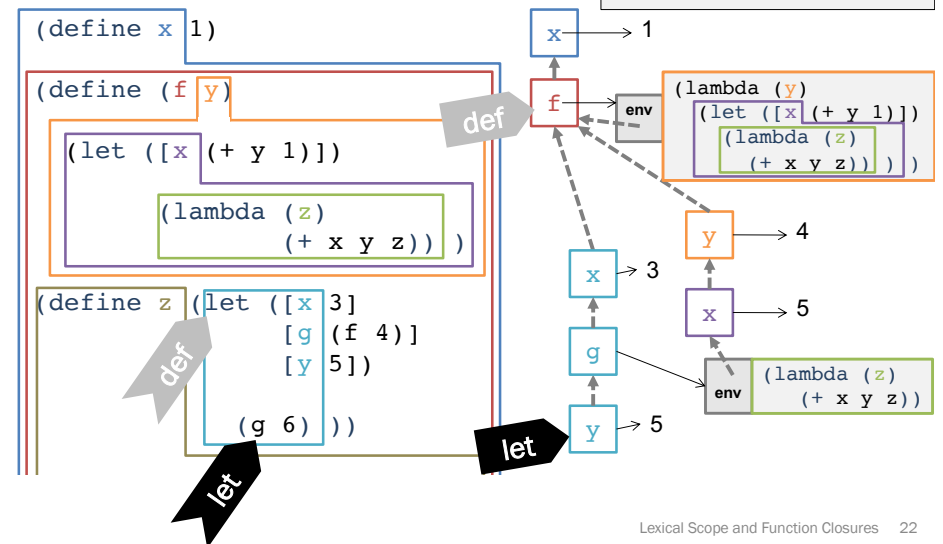 (define x 1)
(define (f y)
(let ([x (+ y 1)])
(lambda (z)
(+ x y z)) )
(define z (let ([x 3]
[g (f 4)]
[y 5])
(g 6) ))
def
let
x 1
def
f
env
(lambda (y)
(let ([x (+ y 1)])
(lambda (z)
(+ x y z)) ) )
y 4
x 3
x 5
g
env
(lambda (z)
(+ x y z))
let
y 5
Lexical Scope and Function Closures 22